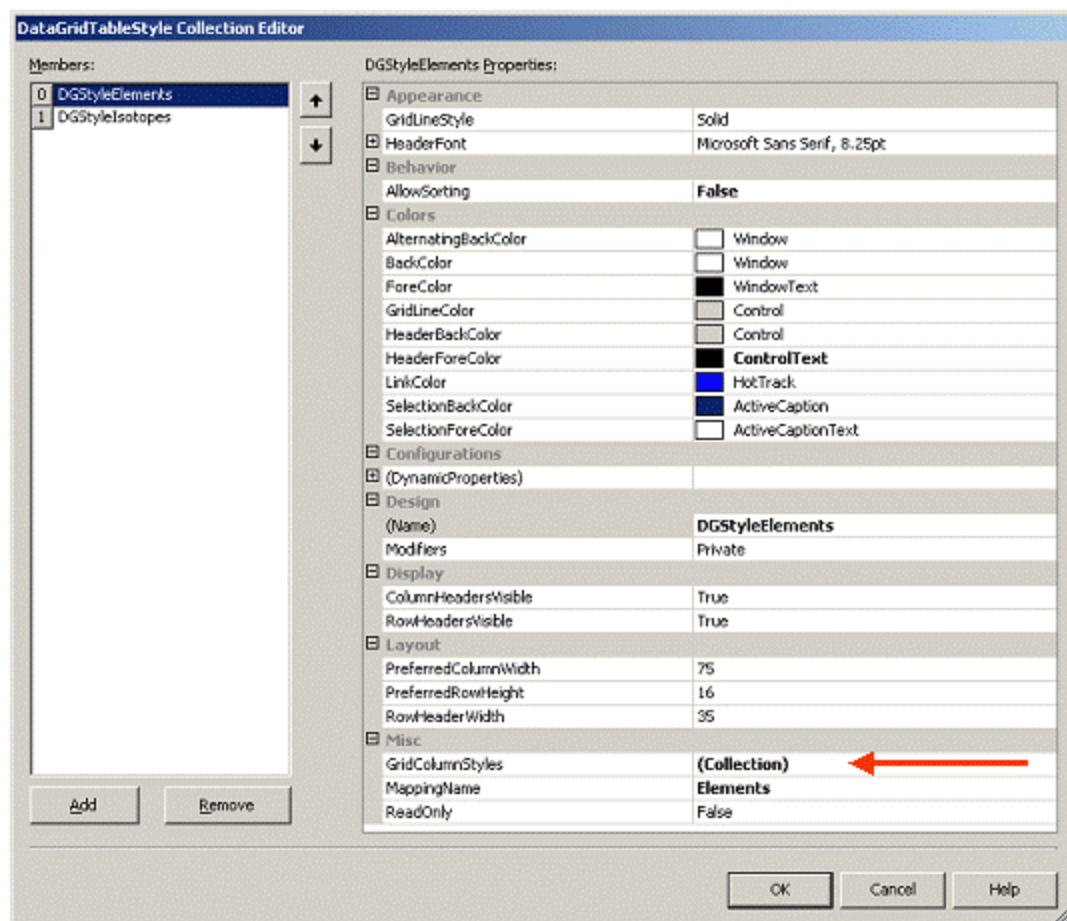 DataGridTableStyle Collection Editor
Members:
DGStyleElements Properties:
0 DGStyleElements
1 DGStyleIsotopes
Appearance
GridLineStyle Solid
HeaderFont Microsoft Sans Serif, 8.25pt
Behavior
AllowSorting False
Colors
AlternatingBackColor Window
BackColor Window
ForeColor WindowText
GridLineColor Control
HeaderBackColor Control
HeaderForeColor ControlText
LinkColor HotTrack
SelectionBackColor ActiveCaption
SelectionForeColor ActiveCaptionText
Configurations
(DynamicProperties)
Design
(Name) DGStyleElements
Modifiers Private
Display
ColumnHeadersVisible True
RowHeadersVisible True
Layout
PreferredColumnWidth 75
PreferredRowHeight 16
RowHeaderWidth 35
Misc
GridColumnStyles (Collection)
MappingName Elements
ReadOnly False
Add Remove
OK Cancel Help